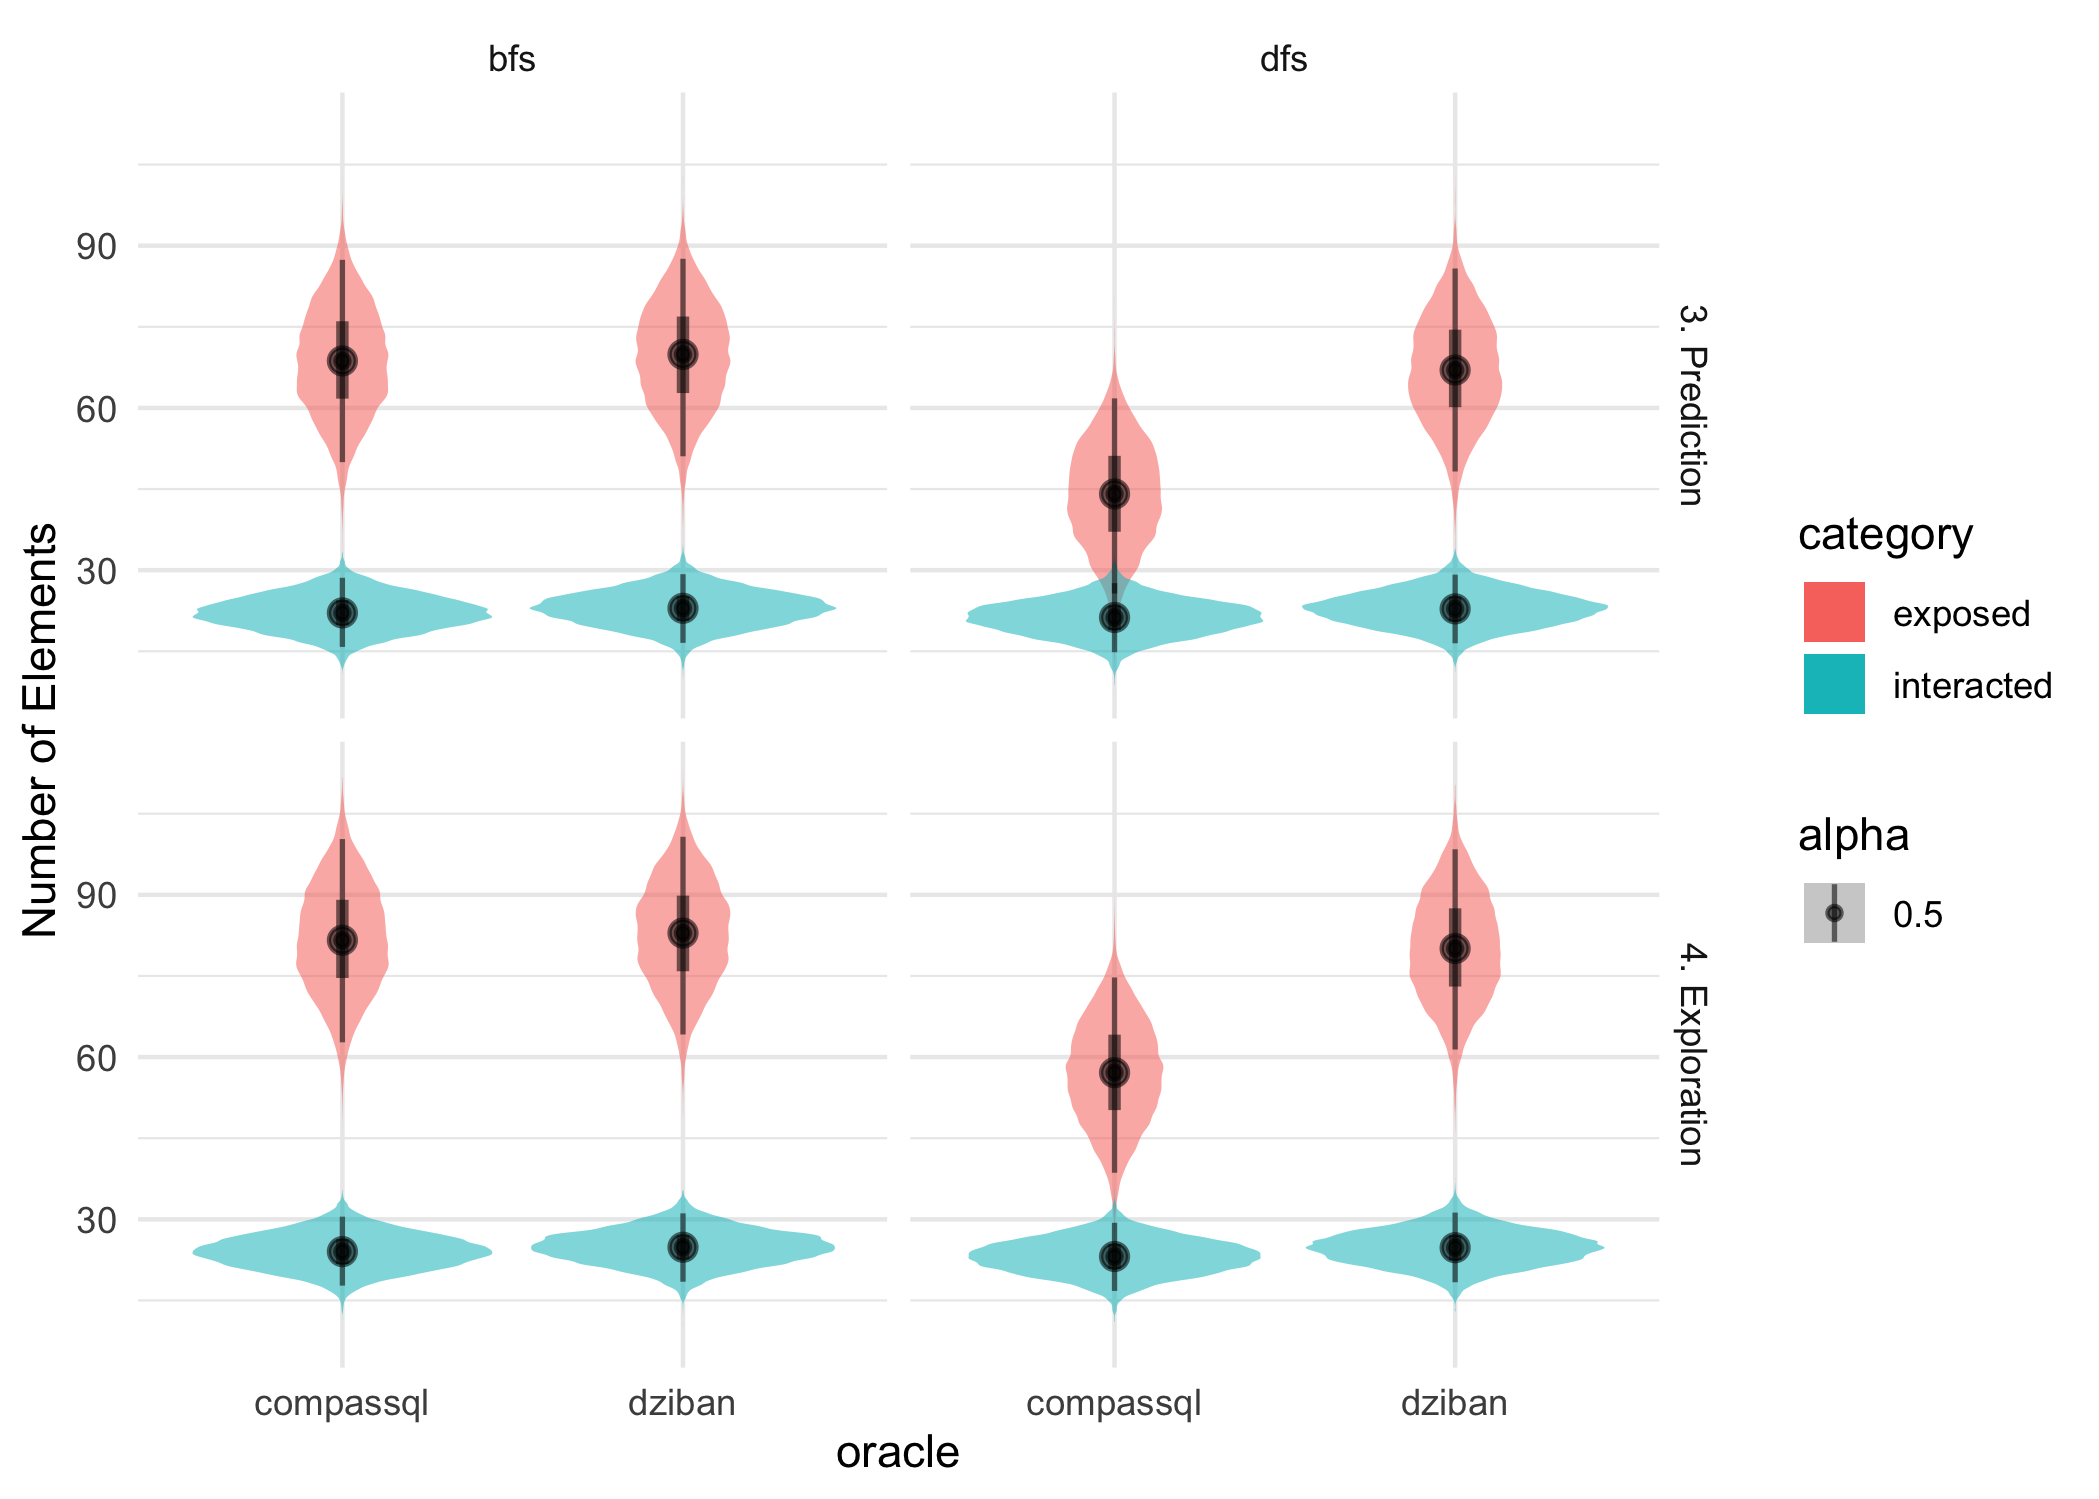 bfs
dfs
Number of Elements
90
60
30
3. Prediction
90
60
30
4. Exploration
compassql
dziban
compassql
dziban
oracle
category
exposed
interacted
alpha
0.5